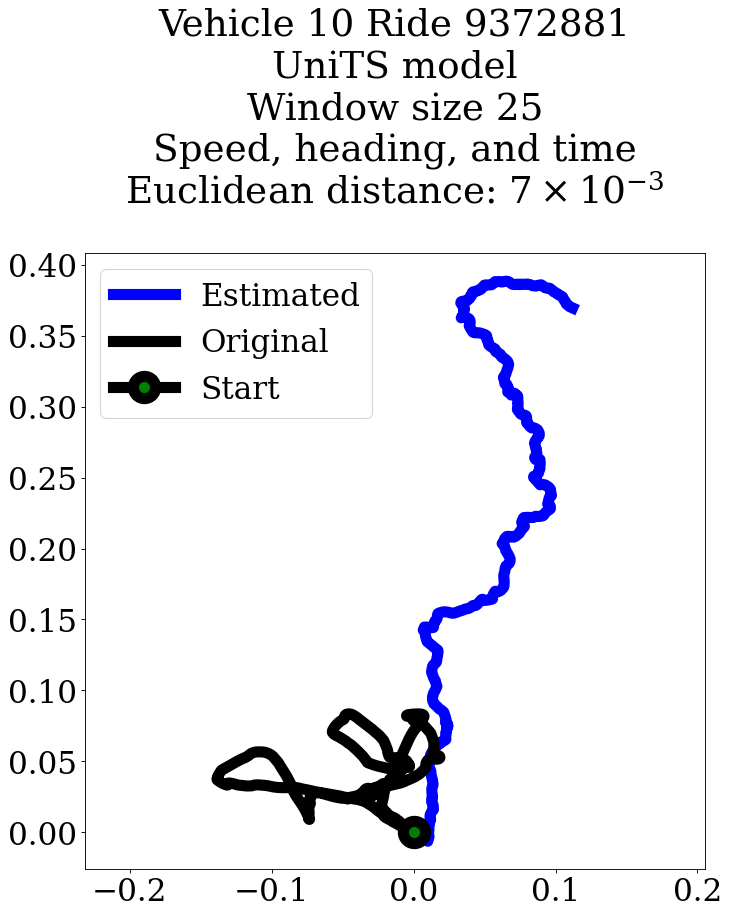 Vehicle 10 Ride 9372881
UniTS model
Window size 25
Speed, heading, and time
Euclidean distance: 7 × 10⁻³
0.40
0.35
0.30
0.25
0.20
0.15
0.10
0.05
0.00
Estimated
Original
Start
−0.2 −0.1 0.0 0.1 0.2